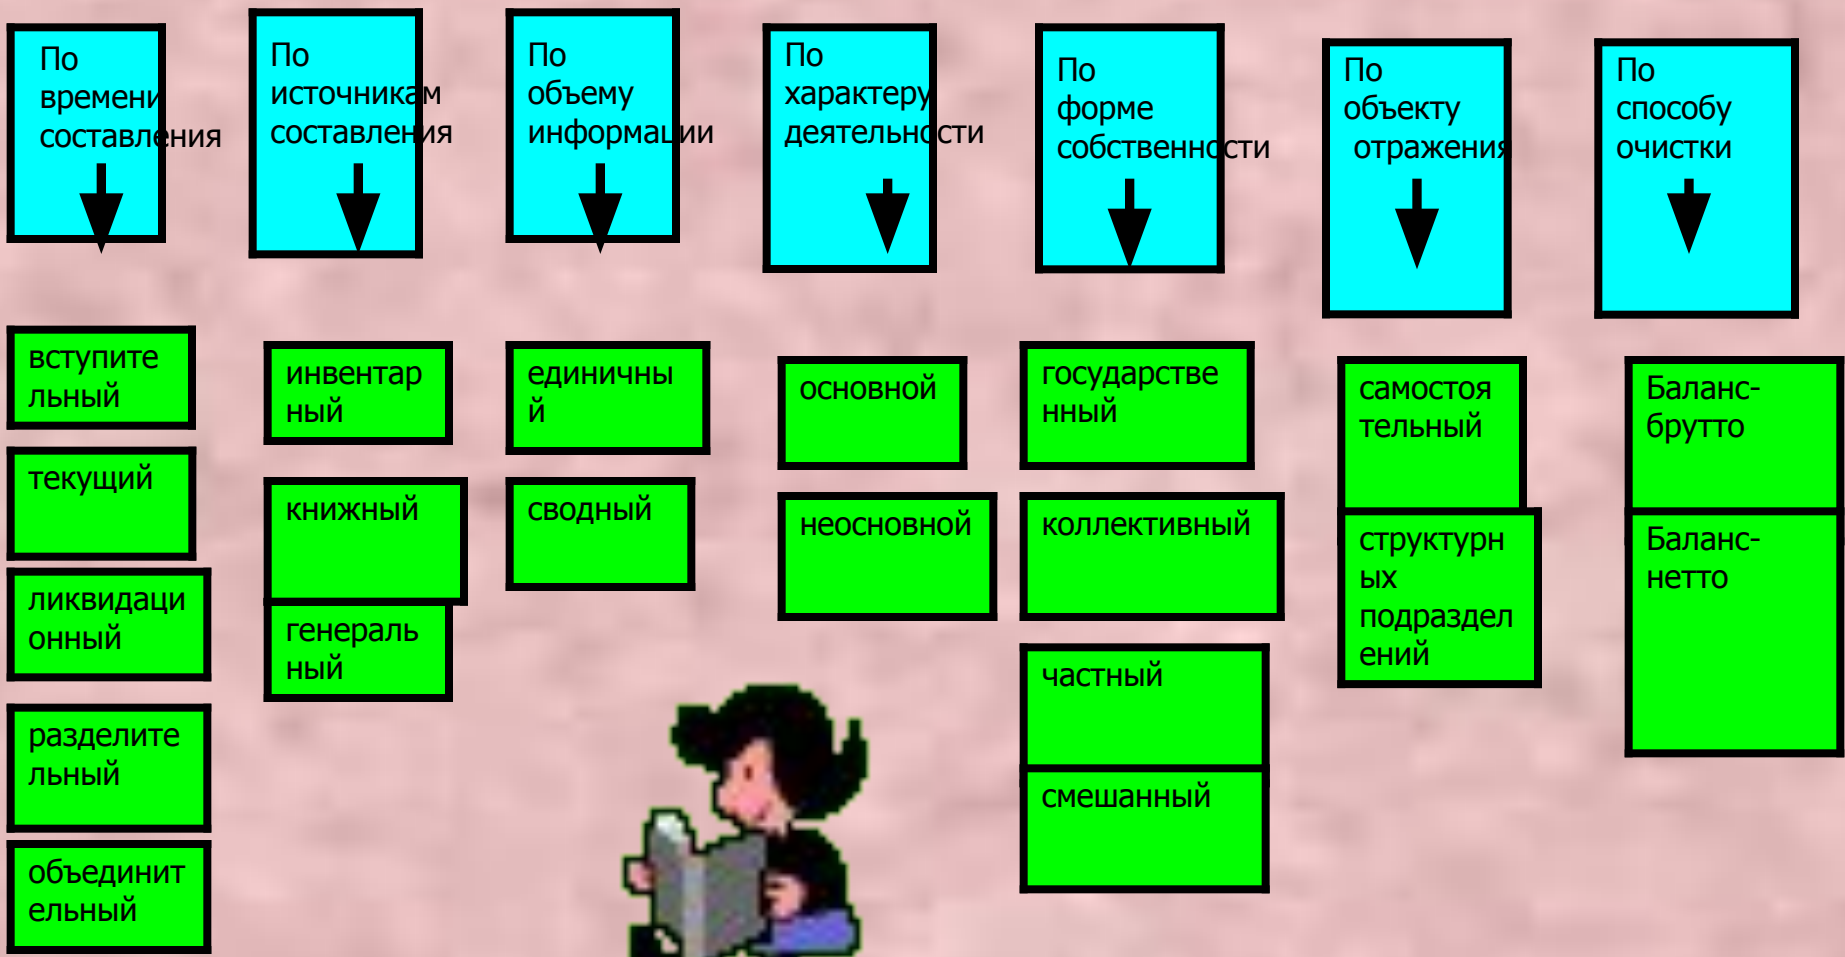 По
времени
составления
По
источникам
составления
По
объему
информации
По
характеру
деятельности
По
форме
собственности
По
объекту
отражения
По
способу
очистки
вступите
льный
текущий
ликвидаци
онный
разделите
льный
объединит
ельный
инвентар
ный
книжный
генераль
ный
единичны
й
сводный
основной
неосновной
государстве
нный
коллективный
частный
смешанный
самостоя
тельный
структурн
ых
подраздел
ений
Баланс-
брутто
Баланс-
нетто